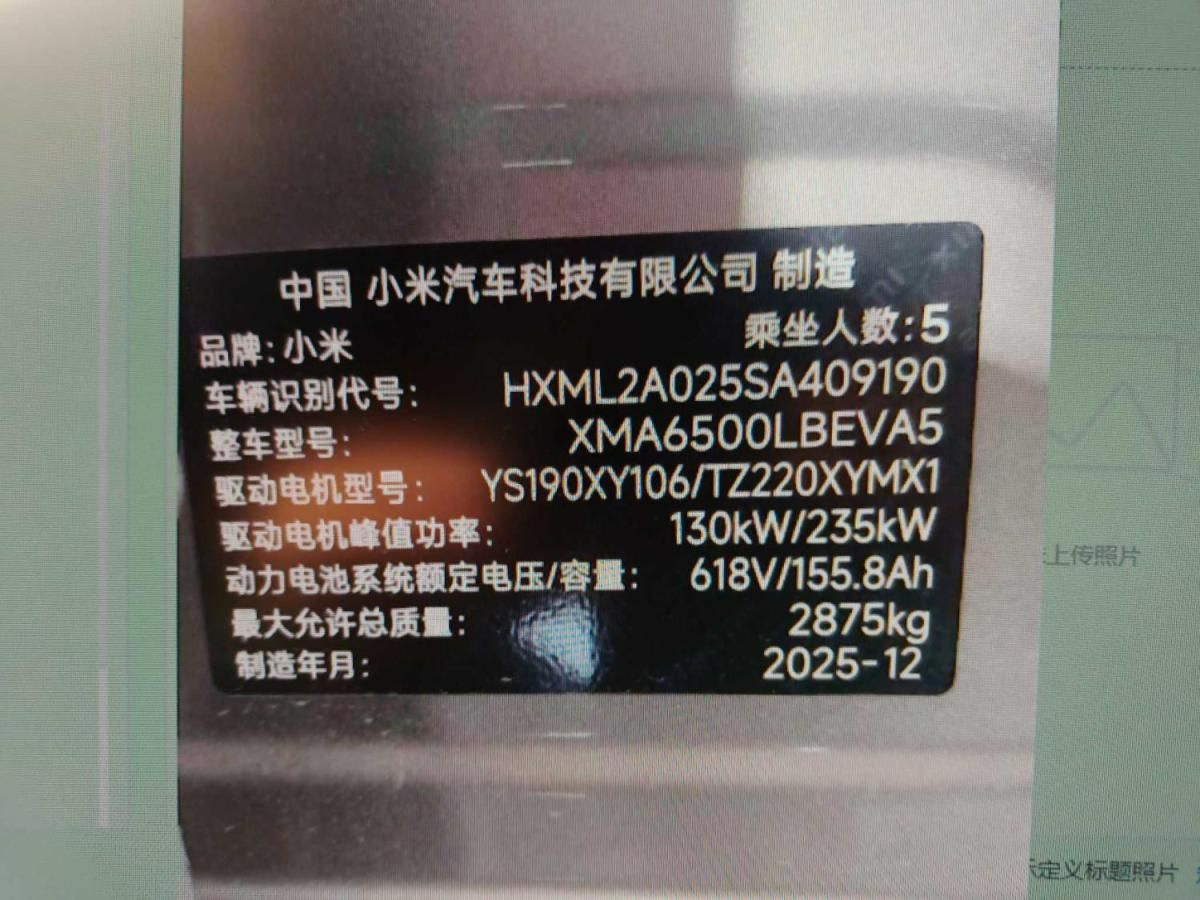 中国 小米汽车科技有限公司 制造
品牌:小米 乘坐人数:5
车辆识别代号: HXML2A025SA409190
整车型号: XMA6500LBEVA5
驱动电机型号: YS190XY106/TZ220XYMX1
驱动电机峰值功率: 130kW/235kW
动力电池系统额定电压/容量: 618V/155.8Ah
最大允许总质量: 2875kg
制造年月: 2025-12
上传照片
定义标题照片